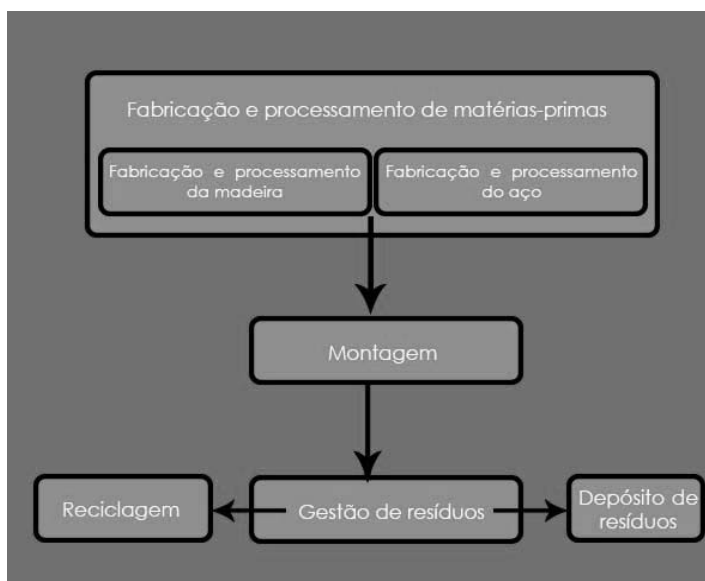 Fabricação e processamento de matérias-primas
Fabricação e processamento
da madeira
Fabricação e processamento
do aço
Montagem
Reciclagem
Gestão de resíduos
Depósito de
resíduos